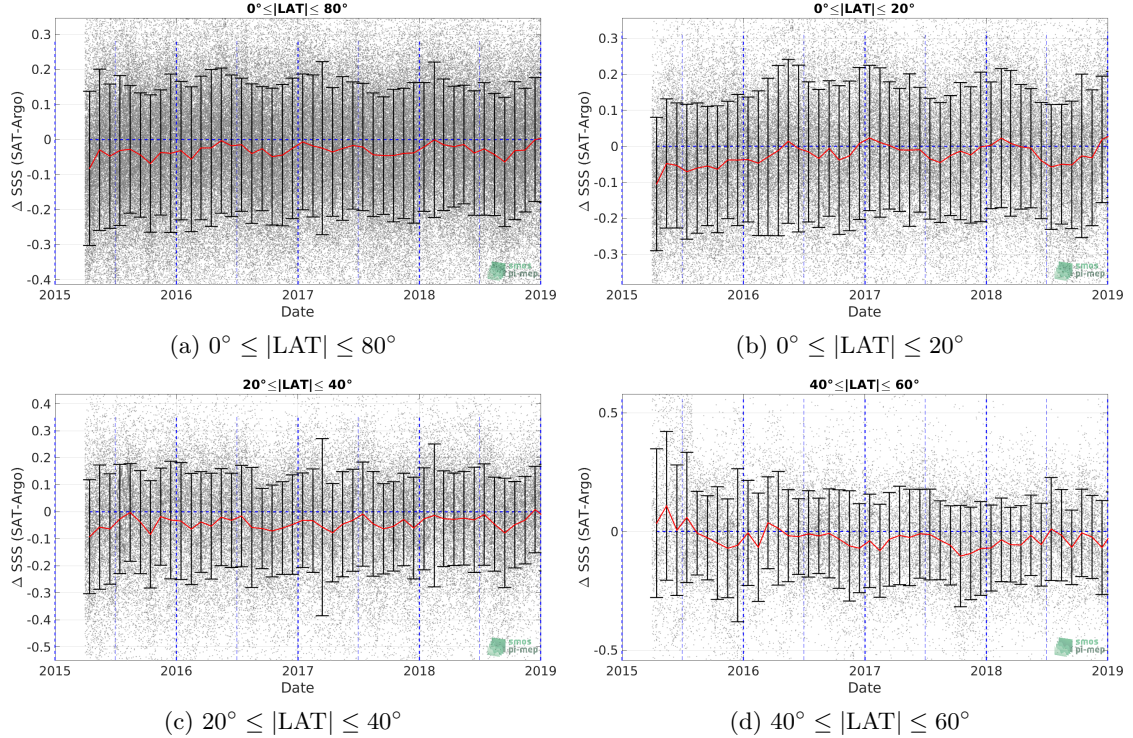 0°≤|LAT|≤ 80°
0.3
0.2
0.1
0
-0.1
-0.2
-0.3
-0.4
Δ SSS (SAT-Argo)
2015
2016
2017
2018
2019
Date
smos
pi-mep
(a) 0° ≤ |LAT| ≤ 80°
0°≤|LAT|≤ 20°
0.3
0.2
0.1
0
-0.1
-0.2
-0.3
Δ SSS (SAT-Argo)
2015
2016
2017
2018
2019
Date
smos
pi-mep
(b) 0° ≤ |LAT| ≤ 20°
20°≤|LAT|≤ 40°
0.4
0.3
0.2
0.1
0
-0.1
-0.2
-0.3
-0.4
-0.5
Δ SSS (SAT-Argo)
2015
2016
2017
2018
2019
Date
smos
pi-mep
(c) 20° ≤ |LAT| ≤ 40°
40°≤|LAT|≤ 60°
0.5
0
-0.5
Δ SSS (SAT-Argo)
2015
2016
2017
2018
2019
Date
smos
pi-mep
(d) 40° ≤ |LAT| ≤ 60°